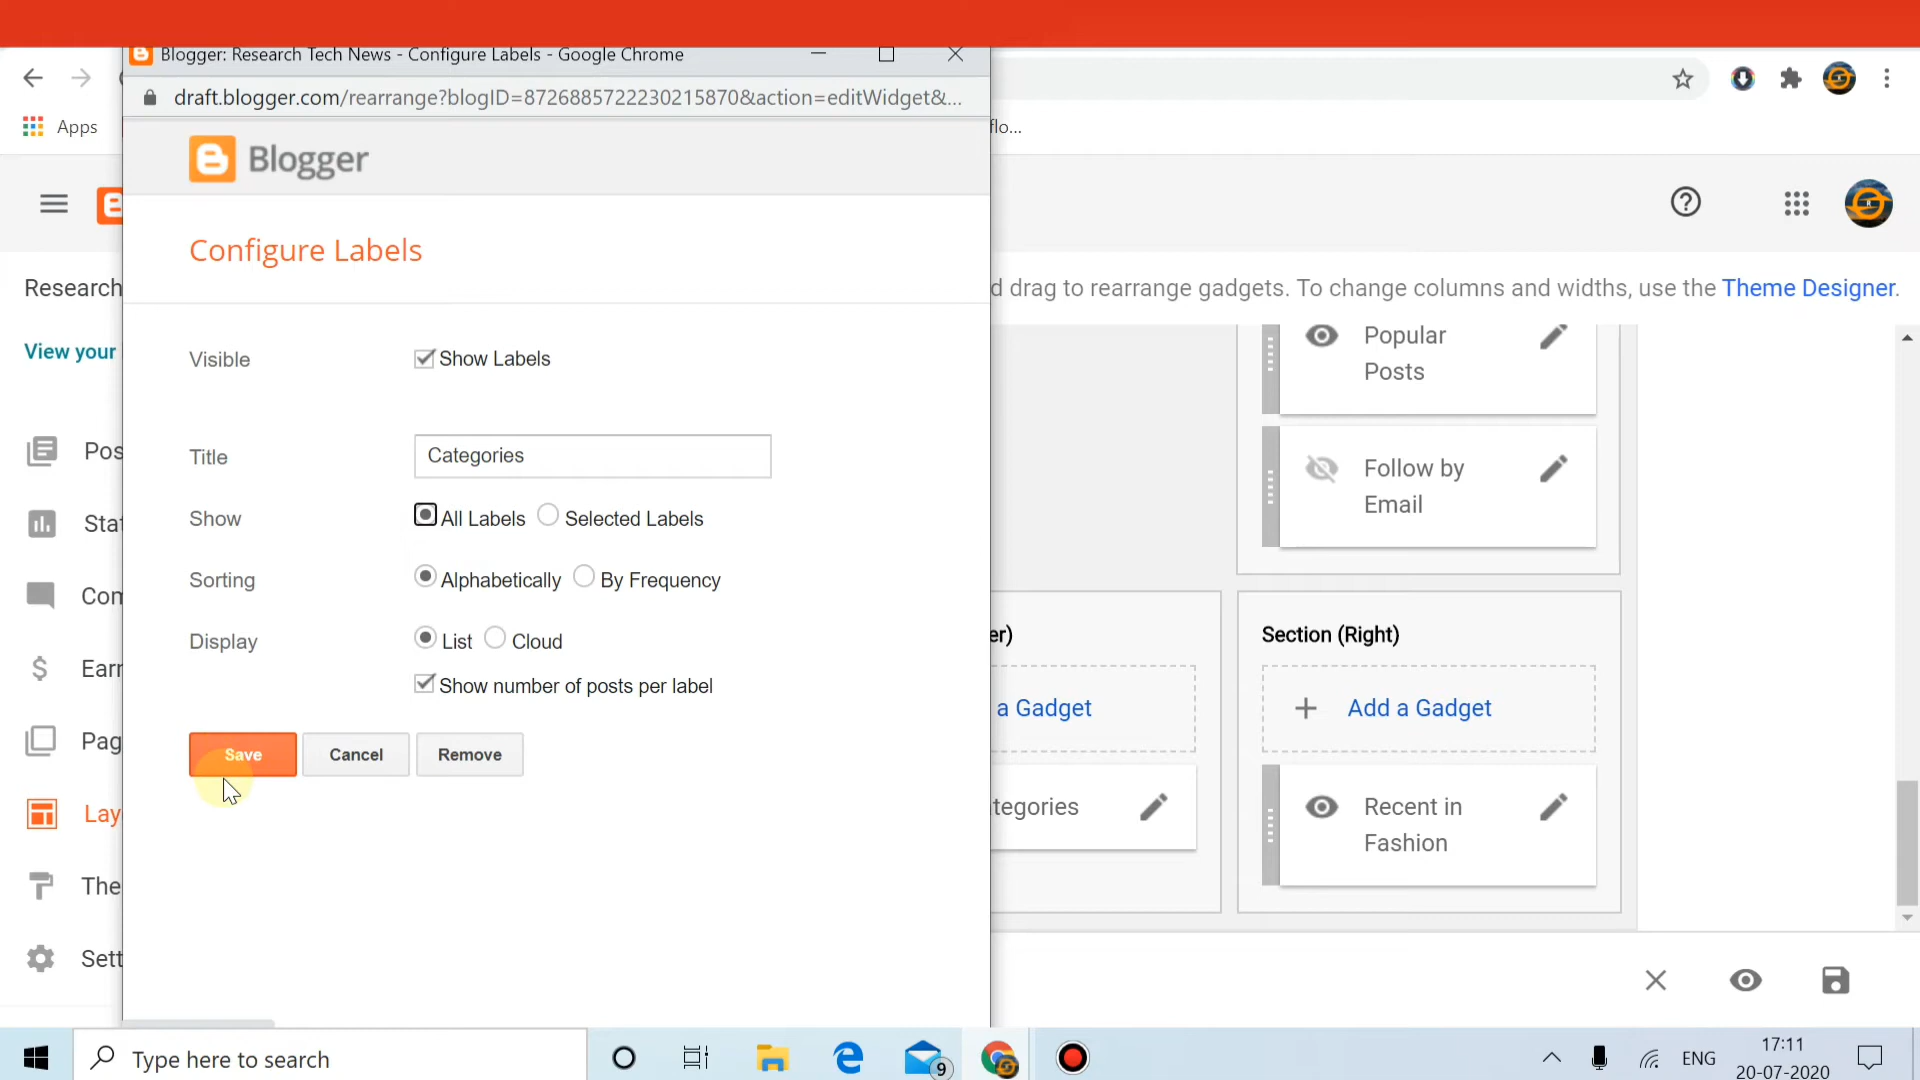 Blogger: Research Tech News - Configure Labels - Google Chrome
draft.blogger.com/rearrange?blogID=8726885722230215870&action=editWidget&...
Apps
flo...
Blogger
Configure Labels
Research
d drag to rearrange gadgets. To change columns and widths, use the Theme Designer.
View your
Visible
Show Labels
Popular
Posts
Pos
Title
Categories
Follow by
Email
Show
All Labels
Selected Labels
Stat
Sorting
Alphabetically
By Frequency
Com
Display
List
Cloud
er)
Section (Right)
Earn
Show number of posts per label
a Gadget
Add a Gadget
Pag
Save
Cancel
Remove
Lay
tegories
Recent in
Fashion
The
Sett
Type here to search
9
ENG
17:11
20-07-2020